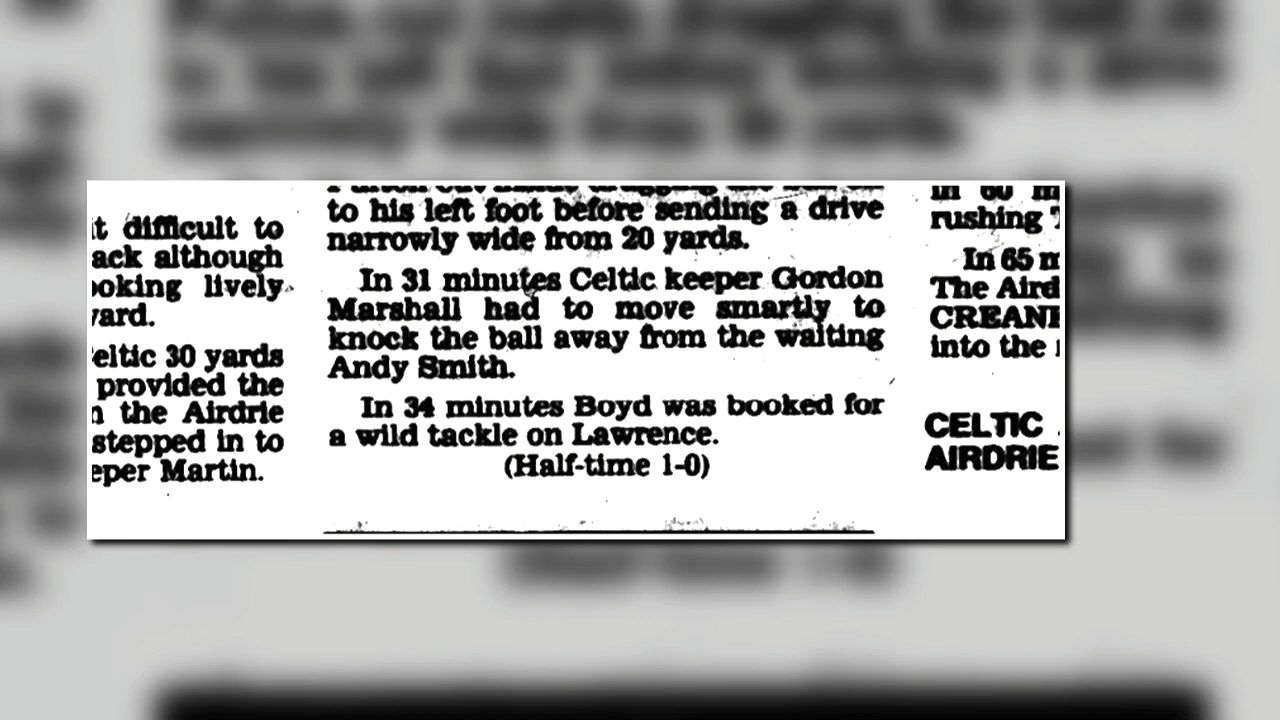 it difficult to
ack although
ooking lively
yard.
eltic 30 yards
provided the
n the Airdrie
stepped in to
eper Martin.
to his left foot before sending a drive
narrowly wide from 20 yards.
In 31 minutes Celtic keeper Gordon
Marshall had to move smartly to
knock the ball away from the waiting
Andy Smith.
In 34 minutes Boyd was booked for
a wild tackle on Lawrence.
(Half-time 1-0)
in 60 m
rushing
In 65 m
The Aird
CREAN
into the
CELTIC
AIRDRIE